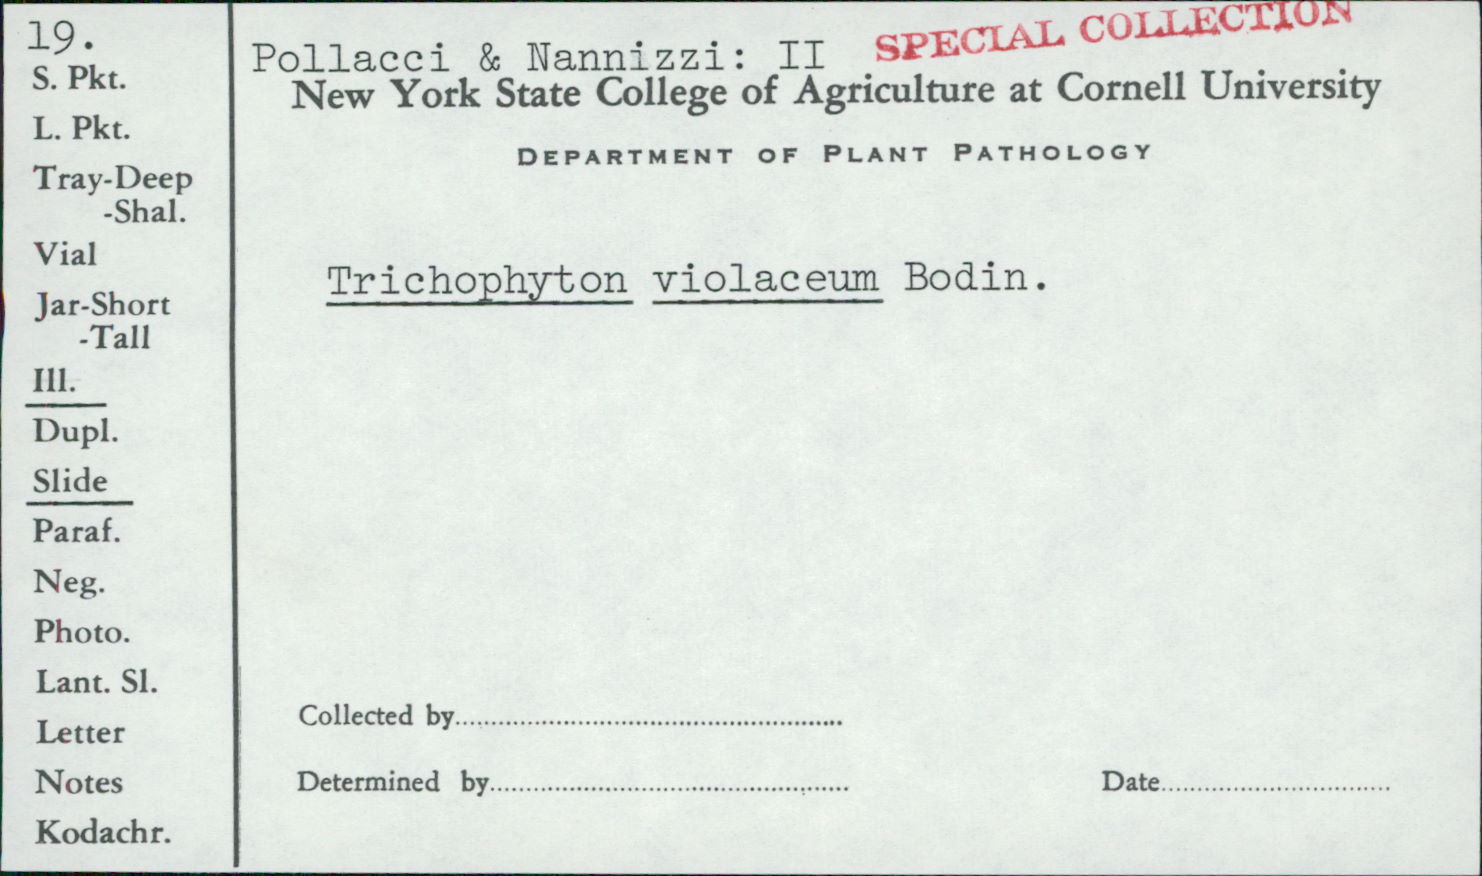 19.
S. Pkt.
L. Pkt.
Tray-Deep
-Shal.
Vial
Jar-Short
-Tall
Ill.
Dupl.
Slide
Paraf.
Neg.
Photo.
Lant. Sl.
Letter
Notes
Kodachr.
Pollacci & Nannizzi: II
SPECIAL COLLECTION
New York State College of Agriculture at Cornell University
DEPARTMENT OF PLANT PATHOLOGY
Trichophyton violaceum Bodin.
Collected by
Determined by
Date